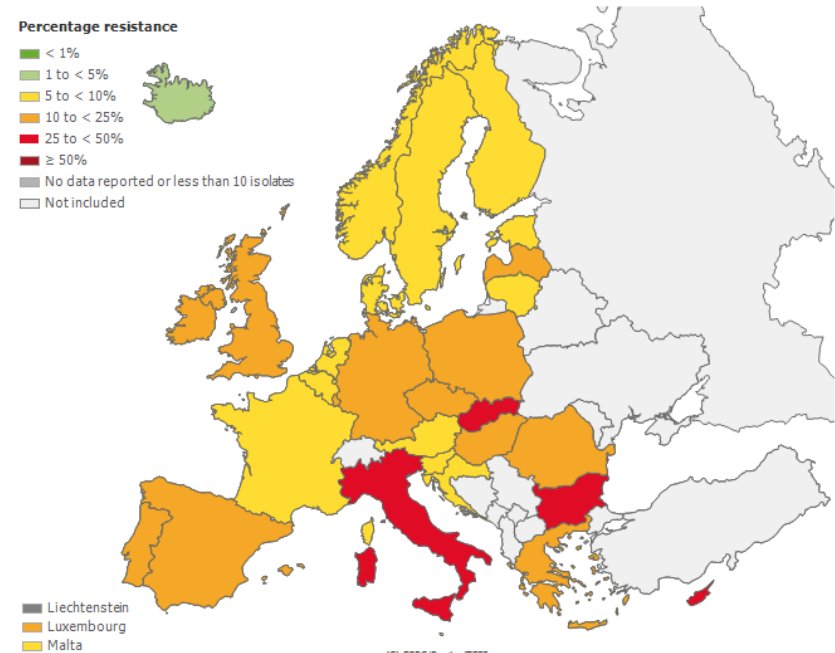 Percentage resistance
< 1%
1 to < 5%
5 to < 10%
10 to < 25%
25 to < 50%
≥ 50%
No data reported or less than 10 isolates
Not included
Liechtenstein
Luxembourg
Malta